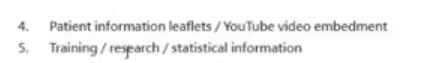 4. Patient information leaflets / YouTube video embedment
5. Training / research / statistical information